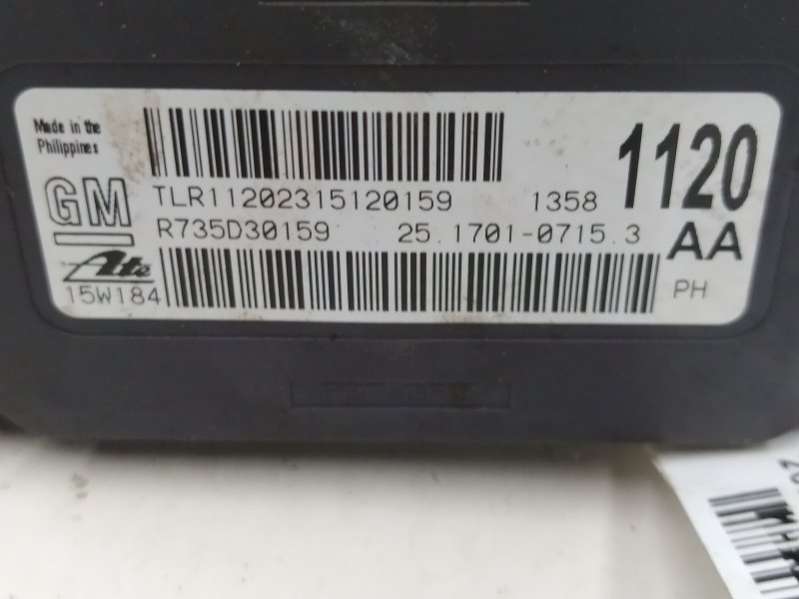 Made in the
Philippines
GM
Ate
15W184
TLR11202315120159
R735D30159
25.1701-0715.3
1358
1120
AA
PH